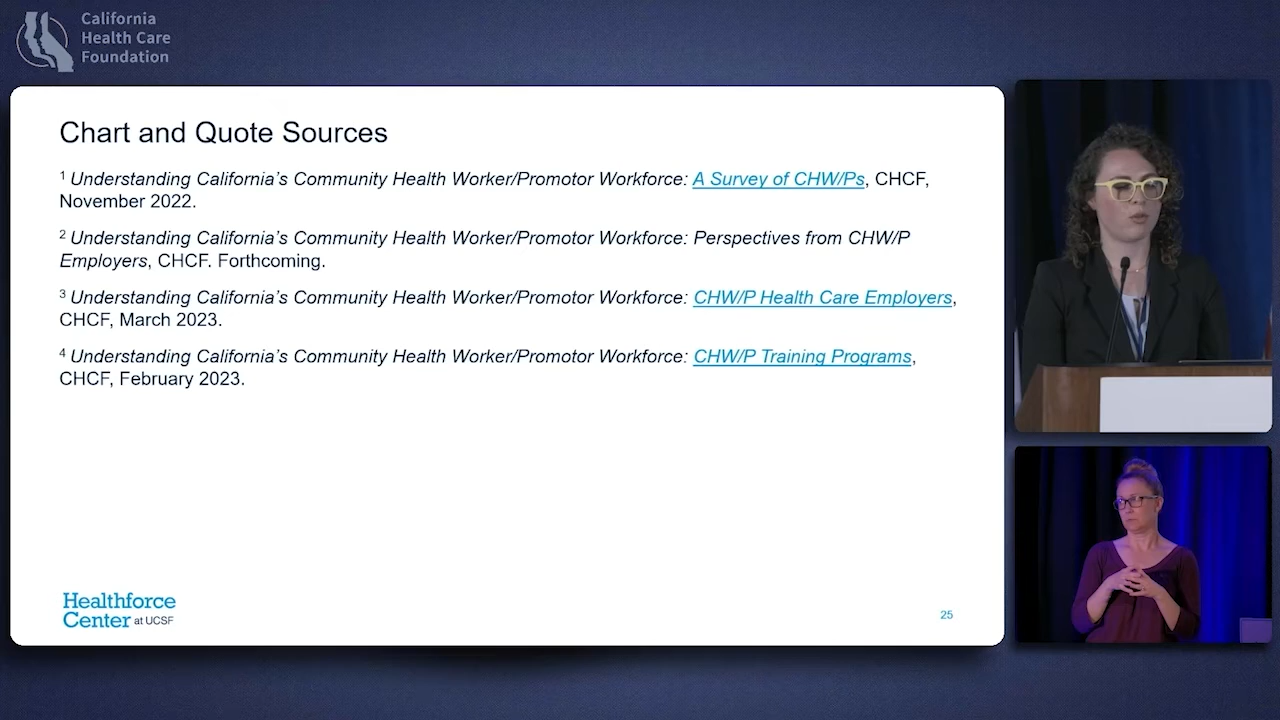 California
Health Care
Foundation
Chart and Quote Sources
1 Understanding California’s Community Health Worker/Promotor Workforce: A Survey of CHW/Ps, CHCF,
November 2022.
2 Understanding California’s Community Health Worker/Promotor Workforce: Perspectives from CHW/P
Employers, CHCF. Forthcoming.
3 Understanding California’s Community Health Worker/Promotor Workforce: CHW/P Health Care Employers,
CHCF, March 2023.
4 Understanding California’s Community Health Worker/Promotor Workforce: CHW/P Training Programs,
CHCF, February 2023.
Healthforce
Center at UCSF
25